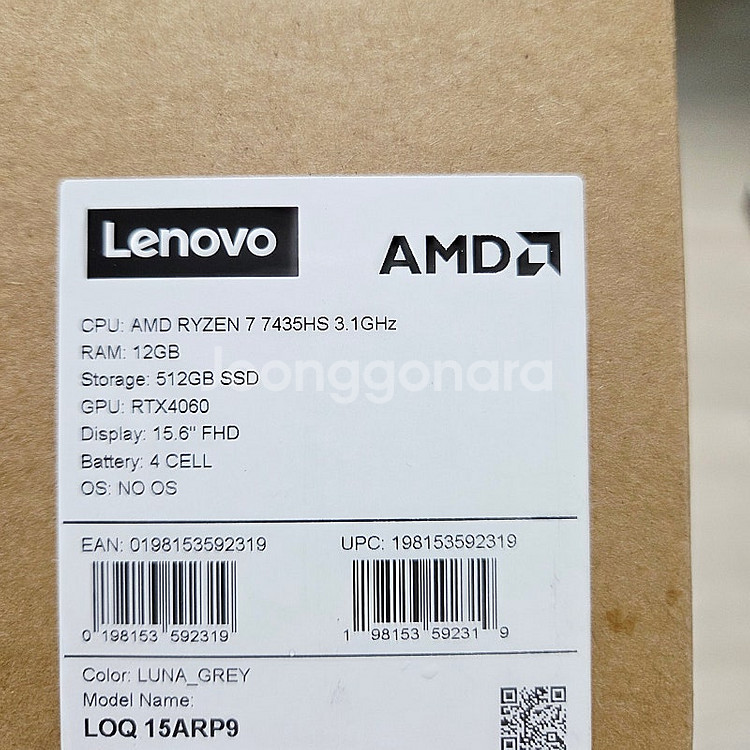 Lenovo
AMD
CPU: AMD RYZEN 7 7435HS 3.1GHz
RAM: 12GB
Storage: 512GB SSD
joonggonara
GPU: RTX4060
Display: 15.6" FHD
Battery: 4 CELL
OS: NO OS
EAN: 0198153592319
UPC: 198153592319
0 198153 592319
1 98153 59231 9
Color: LUNA_GREY
Model Name:
LOQ 15ARP9